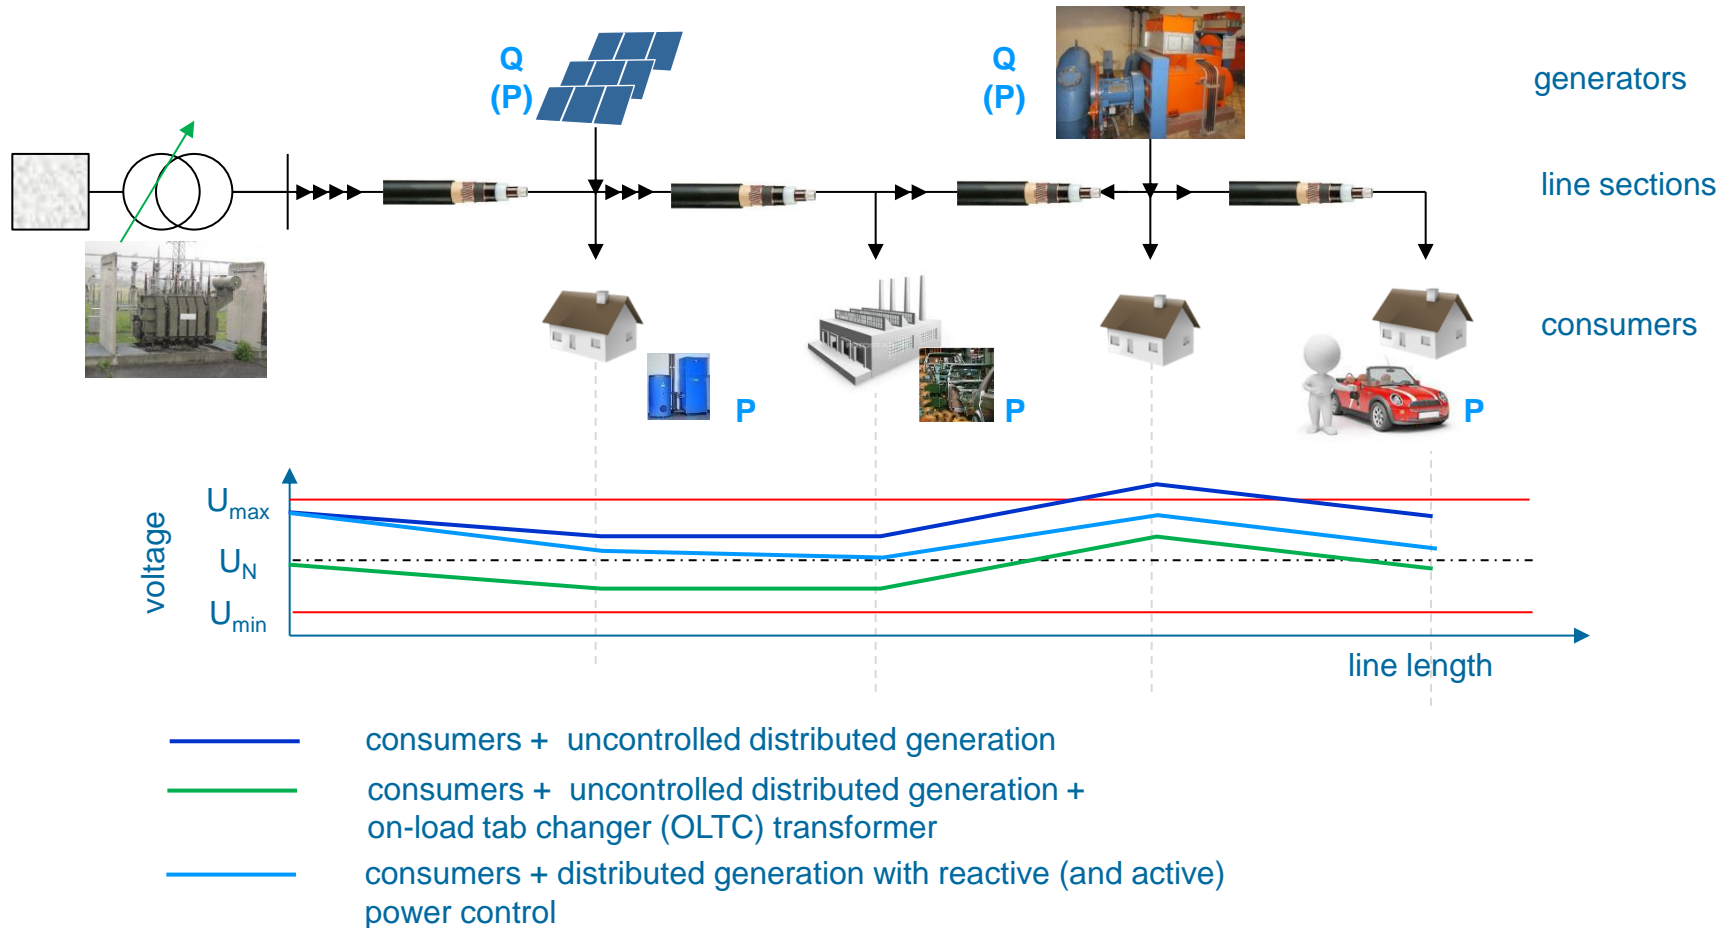 Q
(P)
Q
(P)
generators
line sections
consumers
P
P
P
voltage
Umax
UN
Umin
line length
consumers + uncontrolled distributed generation
consumers + uncontrolled distributed generation +
on-load tab changer (OLTC) transformer
consumers + distributed generation with reactive (and active)
power control